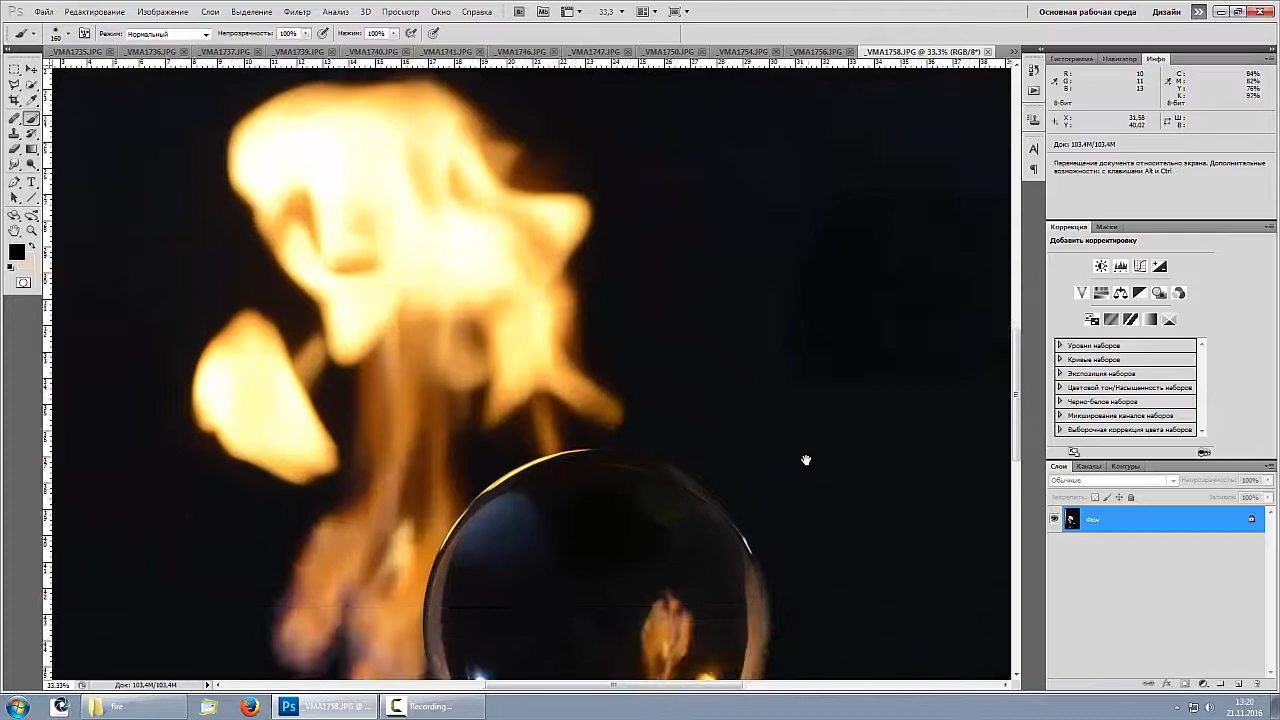 Ps Файл Редактирование Изображение Слои Выделение Фильтр Анализ 3D Просмотр Окно Справка Br Mb 33,3 Основная рабочая среда Дизайн
160 Режим: Нормальный Непрозрачность: 100% Нажим: 100%
_VMA1735.JPG _VMA1736.JPG _VMA1737.JPG _VMA1739.JPG _VMA1740.JPG _VMA1741.JPG _VMA1746.JPG _VMA1747.JPG _VMA1750.JPG _VMA1754.JPG _VMA1756.JPG _VMA1758.JPG @ 33,3% (RGB/8*)
Гистограмма Навигатор Инфо
R: 10 C: 84%
G: 11 M: 82%
B: 13 Y: 76%
K: 97%
8-бит 8-бит
X: 31,58 Ш:
Y: 40,02 В:
Док: 103,4M/103,4M
Перемещение документа относительно экрана. Дополнительные
возможности: с клавишами Alt и Ctrl
Коррекция Маски
Добавить корректировку
Уровни наборов
Кривые наборов
Экспозиция наборов
Цветовой тон/Насыщенность наборов
Черно-белое наборов
Микширование каналов наборов
Выборочная коррекция цвета наборов
Слои Каналы Контуры
Обычные Непрозрачность: 100%
Закрепить: Заливка: 100%
Фон
33,33% Док: 103,4M/103,4M
fire Ps _VMA1758.JPG @ ... Recording...
13:20
21.11.2016